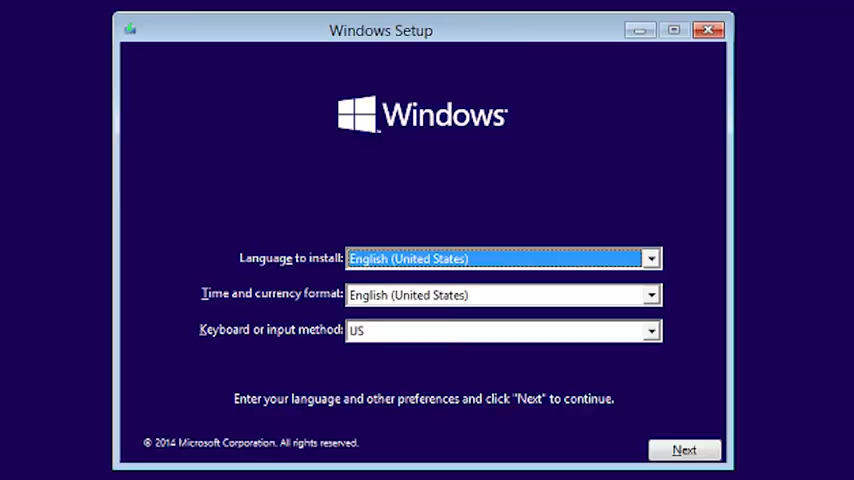 Windows Setup
Windows
Language to install: English (United States)
Time and currency format: English (United States)
Keyboard or input method: US
Enter your language and other preferences and click "Next" to continue.
© 2014 Microsoft Corporation. All rights reserved.
Next